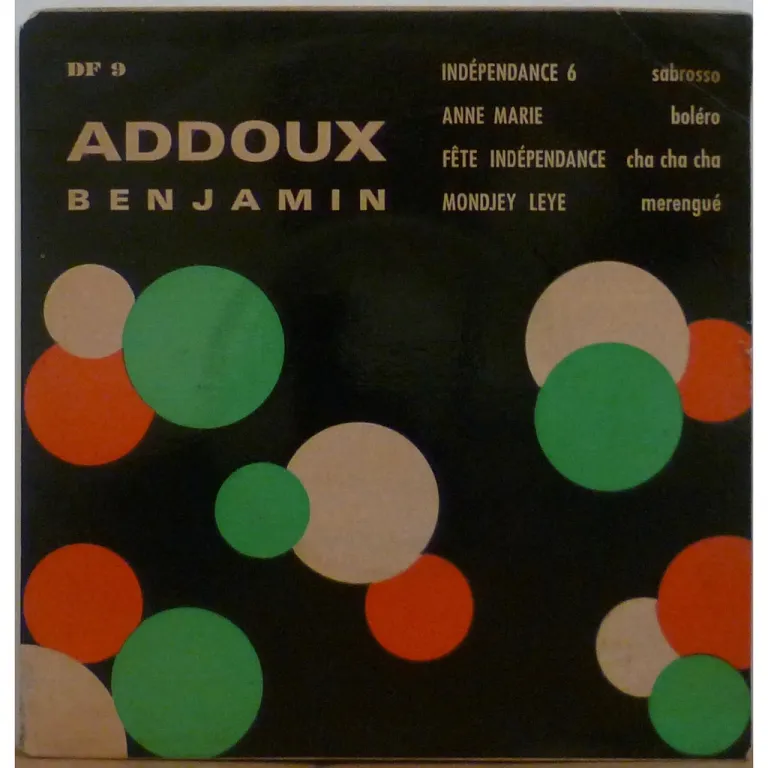 DF 9
ADDOUX
BENJAMIN
INDÉPENDANCE 6 sabrosso
ANNE MARIE boléro
FÊTE INDÉPENDANCE cha cha cha
MONDJEY LEYE merengué